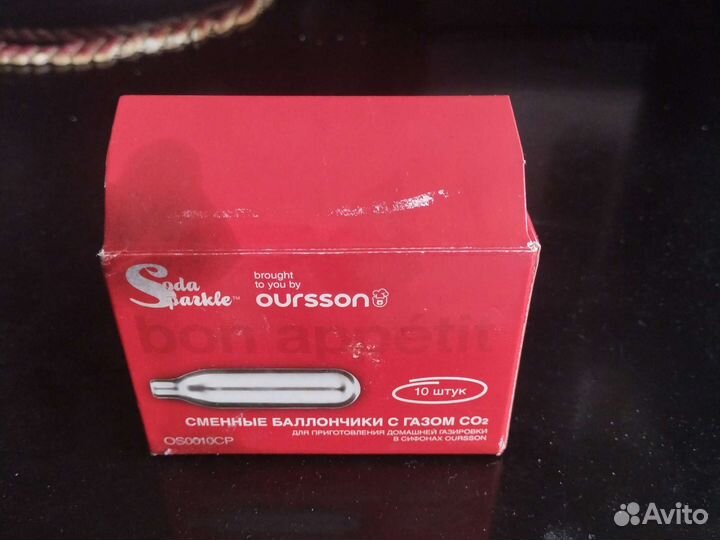 Soda
Sparkle™
brought
to you by
oursson
bon appétit
10 штук
СМЕННЫЕ БАЛЛОНЧИКИ С ГАЗОМ CO₂
ДЛЯ ПРИГОТОВЛЕНИЯ ДОМАШНЕЙ ГАЗИРОВКИ
В СИФОНАХ OURSSON
OS0010CP
Avito